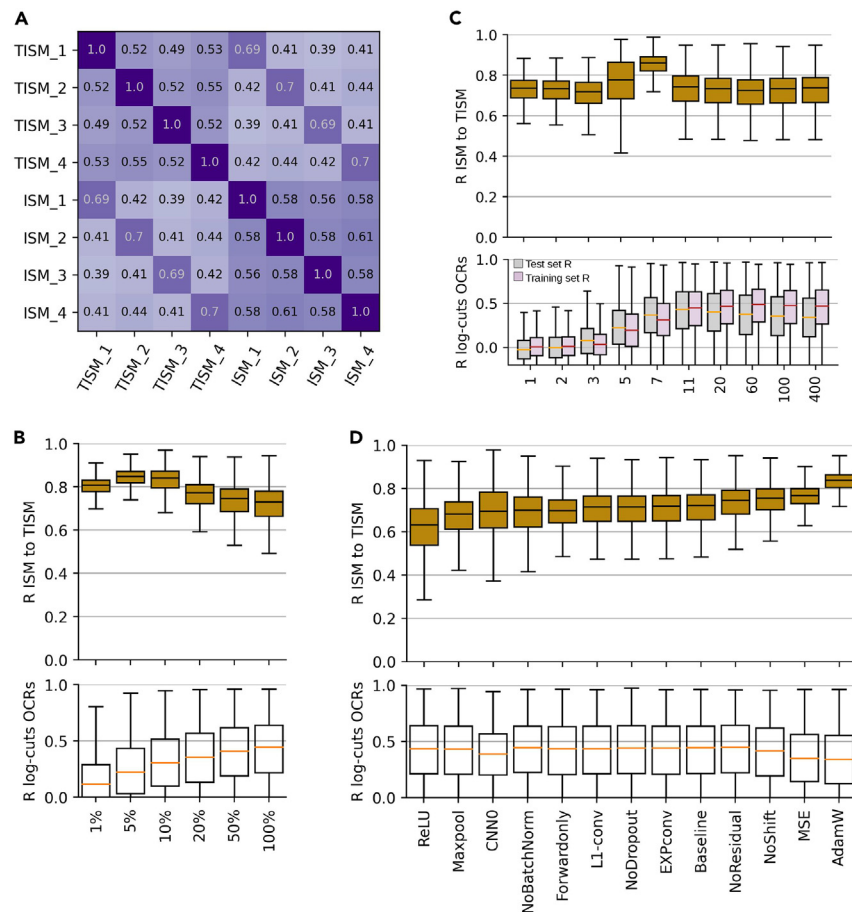 A
TISM_1 1.0 0.52 0.49 0.53 0.69 0.41 0.39 0.41
TISM_2 0.52 1.0 0.52 0.55 0.42 0.7 0.41 0.44
TISM_3 0.49 0.52 1.0 0.52 0.39 0.41 0.69 0.41
TISM_4 0.53 0.55 0.52 1.0 0.42 0.44 0.42 0.7
ISM_1 0.69 0.42 0.39 0.42 1.0 0.58 0.56 0.58
ISM_2 0.41 0.7 0.41 0.44 0.58 1.0 0.58 0.61
ISM_3 0.39 0.41 0.69 0.42 0.56 0.58 1.0 0.58
ISM_4 0.41 0.44 0.41 0.7 0.58 0.61 0.58 1.0
TISM_1 TISM_2 TISM_3 TISM_4 ISM_1 ISM_2 ISM_3 ISM_4
C
R ISM to TISM
1.0
0.8
0.6
0.4
0.2
0.0
R log-cuts OCRs
1.0
0.5
0.0
Test set R
Training set R
1 2 3 5 7 11 20 60 100 400
B
R ISM to TISM
1.0
0.8
0.6
0.4
0.2
0.0
R log-cuts OCRs
1.0
0.5
0.0
1% 5% 10% 20% 50% 100%
D
R ISM to TISM
1.0
0.8
0.6
0.4
0.2
0.0
R log-cuts OCRs
1.0
0.5
0.0
ReLU Maxpool CNN0 NoBatchNorm Forwardonly L1-conv NoDropout EXPconv Baseline NoResidual NoShift MSE AdamW